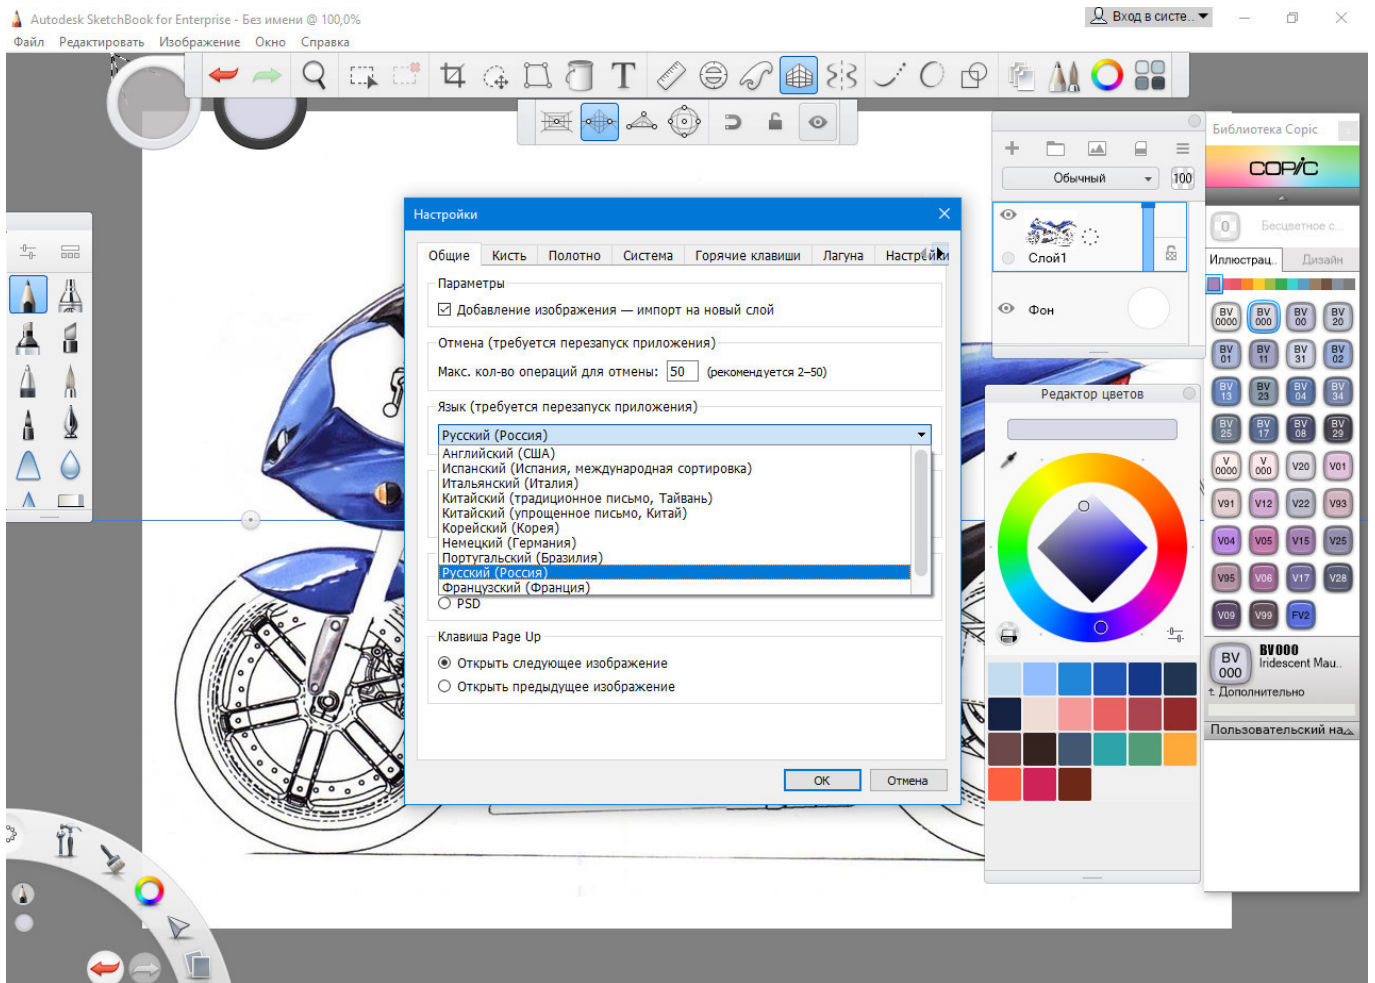 Autodesk SketchBook for Enterprise - Без имени @ 100,0%
Вход в систе..
Файл Редактировать Изображение Окно Справка
T
Библиотека Copic
COPIC
Обычный
100
0
Бесцветное с...
Слой1
Фон
Иллюстрац..
Дизайн
Настройки
Общие Кисть Полотно Система Горячие клавиши Лагуна
Параметры
Добавление изображения — импорт на новый слой
Отмена (требуется перезапуск приложения)
Макс. кол-во операций для отмены: 50 (рекомендуется 2–50)
Язык (требуется перезапуск приложения)
Русский (Россия)
Английский (США)
Испанский (Испания, международная сортировка)
Итальянский (Италия)
Китайский (традиционное письмо, Тайвань)
Китайский (упрощенное письмо, Китай)
Корейский (Корея)
Немецкий (Германия)
Португальский (Бразилия)
Русский (Россия)
Французский (Франция)
PSD
Клавиша Page Up
Открыть следующее изображение
Открыть предыдущее изображение
OK
Отмена
Редактор цветов
BV 0000 BV 000 BV 00 BV 20
BV 01 BV 11 BV 31 BV 02
BV 13 BV 23 BV 04 BV 34
BV 25 BV 17 BV 08 BV 29
V 0000 V 000 V20 V01
V91 V12 V22 V93
V04 V05 V15 V25
V95 V06 V17 V28
V09 V99 FV2
BV 000
BV000
Iridescent Mau..
Дополнительно
Пользовательский на